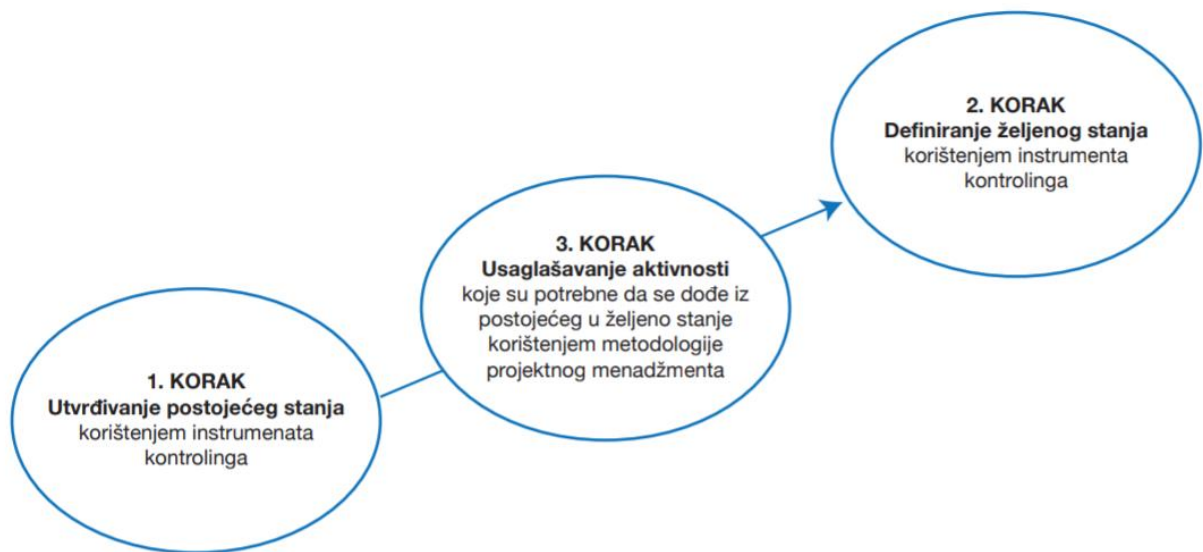 1. KORAK
Utvrđivanje postojećeg stanja
korištenjem instrumenata
kontrolinga
3. KORAK
Usaglašavanje aktivnosti
koje su potrebne da se dođe iz
postojećeg u željeno stanje
korištenjem metodologije
projektnog menadžmenta
2. KORAK
Definiranje željenog stanja
korištenjem instrumenta
kontrolinga